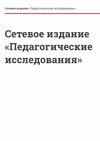 Сетевое издание «Педагогические исследования»
Сетевое издание
«Педагогические
исследования»